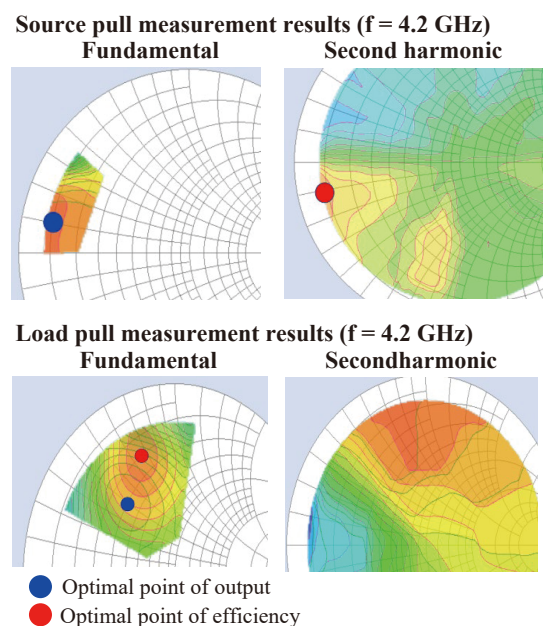 Source pull measurement results (f = 4.2 GHz)
Fundamental Second harmonic
Load pull measurement results (f = 4.2 GHz)
Fundamental Secondharmonic
Optimal point of output
Optimal point of efficiency